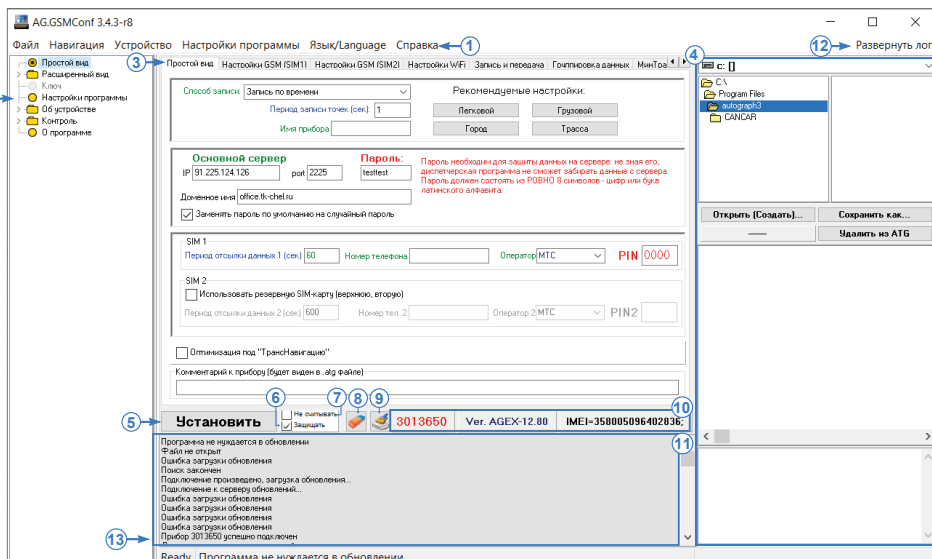 AG.GSMConf 3.4.3-r8
Файл Навигация Устройство Настройки программы Язык/Language Справка 1 12 Развернуть лог
Простой вид
Расширенный вид
Ключ
Настройки программы
Об устройстве
Контроль
О программе
3 Простой вид Настройки GSM (SIM1) Настройки GSM (SIM2) Настройки WiFi Запись и передача Группировка данных МинТра 4
Способ записи: Запись по времени
Период записи точек (сек): 1
Имя прибора
Рекомендуемые настройки:
Легковой Грузовой
Город Трасса
Основной сервер Пароль:
IP 91.225.124.126 port 2225 testtest
Пароль необходим для защиты данных на сервере: не зная его,
диспетчерская программа не сможет забирать данные с сервера.
Пароль должен состоять из РОВНО 8 символов - цифр или букв
латинского алфавита.
Доменное имя office.tk-chel.ru
Заменять пароль по умолчанию на случайный пароль
SIM 1
Период отсылки данных 1 (сек) 60 Номер телефона Оператор МТС PIN 0000
SIM 2
Использовать резервную SIM-карту (верхнюю, вторую)
Период отсылки данных 2 (сек) 600 Номер тел. 2 Оператор 2 МТС PIN2
Оптимизация под "ТрансНавигацию"
Комментарий к прибору (будет виден в .atg файле)
c: []
C:\
Program Files
autograph3
CANCAR
Открыть (Создать)... Сохранить как...
Удалить из ATG
5 Установить 6 7 8 9 10
Не считывать
Защищать
3013650 Ver. AGEX-12.80 IMEI=358005096402836;
11
Программа не нуждается в обновлении
Файл не открыт
Ошибка загрузки обновления
Поиск закончен
Подключение произведено, загрузка обновления...
Подключение к серверу обновлений...
Ошибка загрузки обновления
Ошибка загрузки обновления
Ошибка загрузки обновления
Ошибка загрузки обновления
Прибор 3013650 успешно подключен
13
Ready Программа не нуждается в обновлении